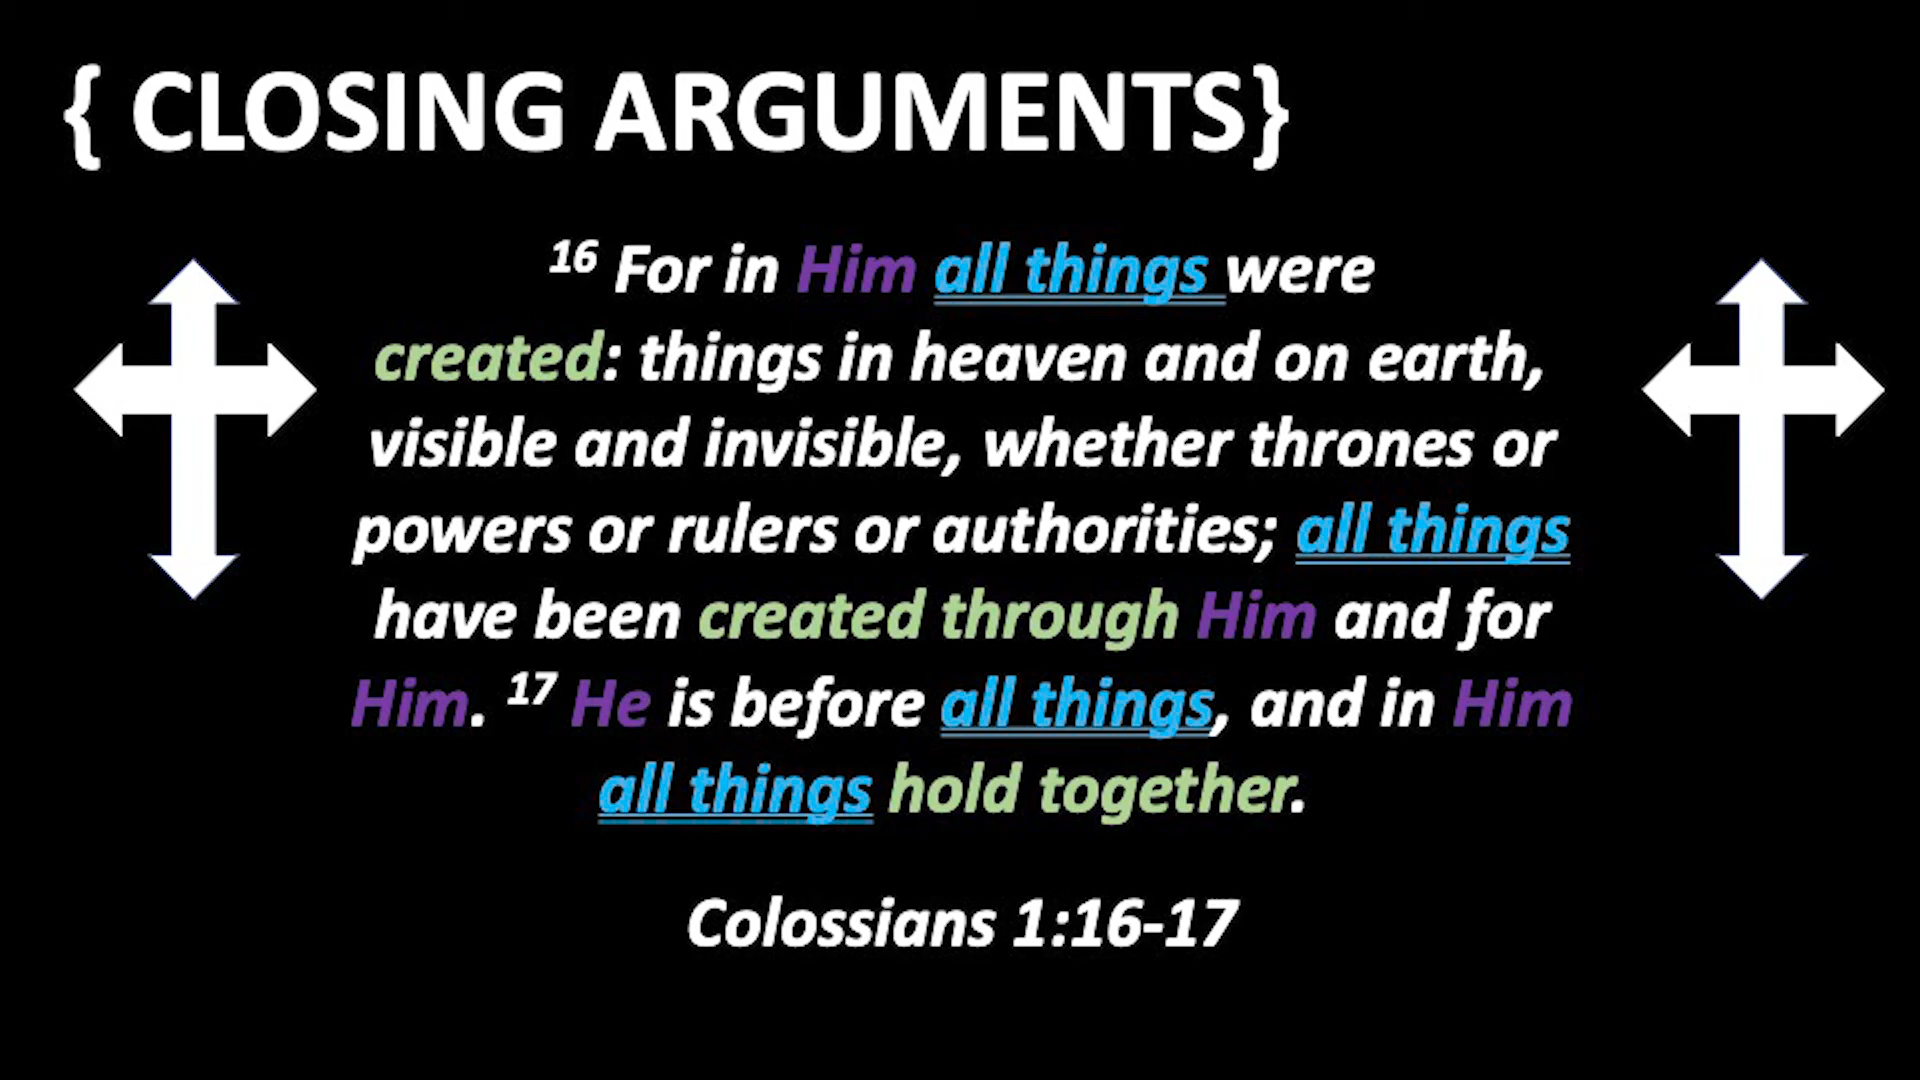 { CLOSING ARGUMENTS}
16 For in Him all things were
created: things in heaven and on earth,
visible and invisible, whether thrones or
powers or rulers or authorities; all things
have been created through Him and for
Him. 17 He is before all things, and in Him
all things hold together.
Colossians 1:16-17